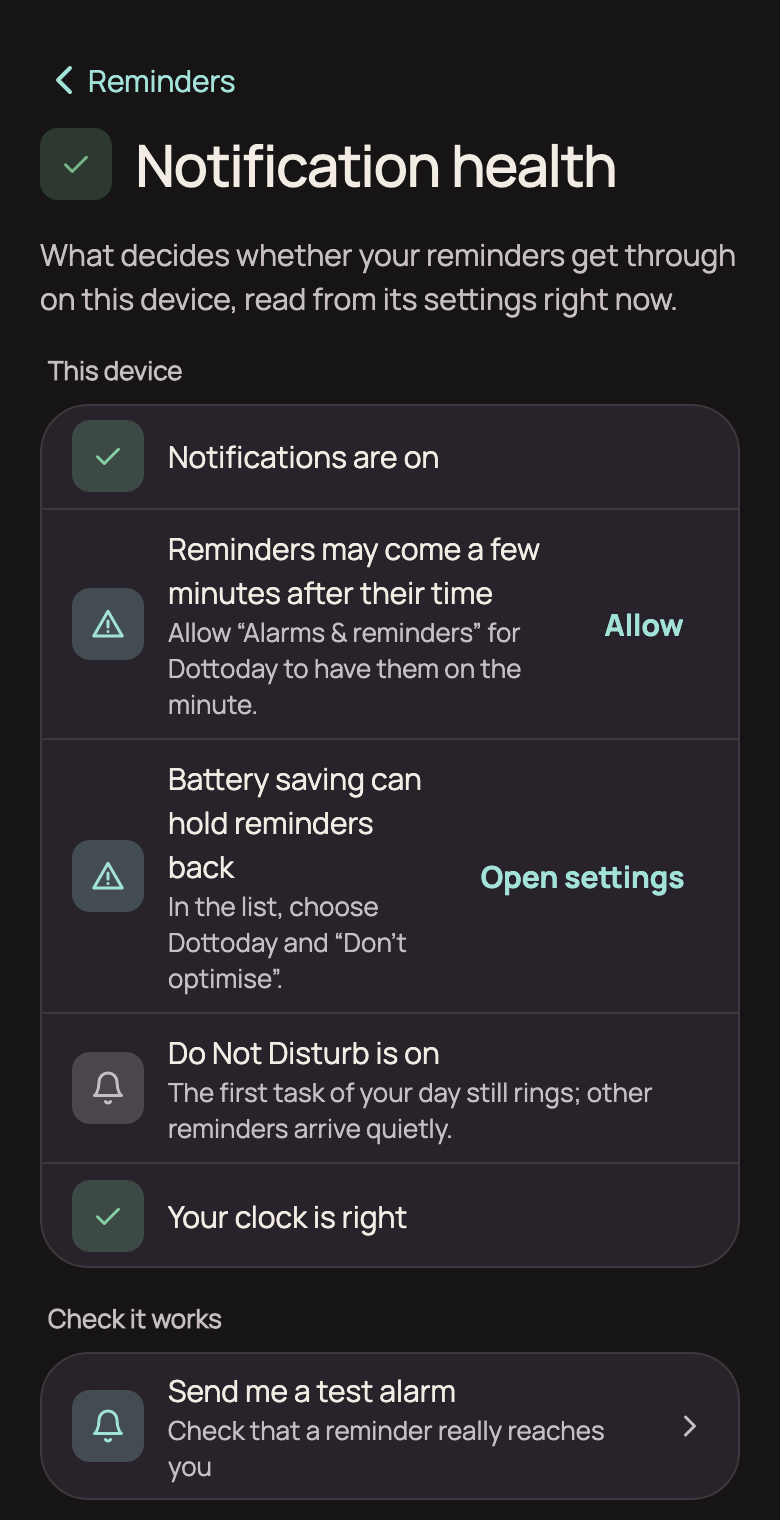 Reminders
Notification health
What decides whether your reminders get through
on this device, read from its settings right now.
This device
Notifications are on
Reminders may come a few
minutes after their time
Allow “Alarms & reminders” for
Dottoday to have them on the
minute.
Allow
Battery saving can
hold reminders
back
In the list, choose
Dottoday and “Don’t
optimise”.
Open settings
Do Not Disturb is on
The first task of your day still rings; other
reminders arrive quietly.
Your clock is right
Check it works
Send me a test alarm
Check that a reminder really reaches
you